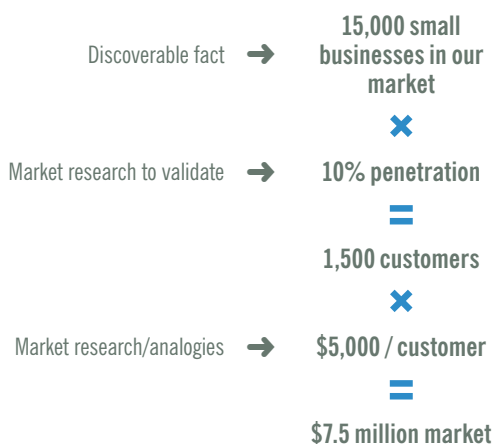 15,000 small
Discoverable fact → businesses in our
market
×
Market research to validate → 10% penetration
=
1,500 customers
×
Market research/analogies → $5,000 / customer
=
$7.5 million market